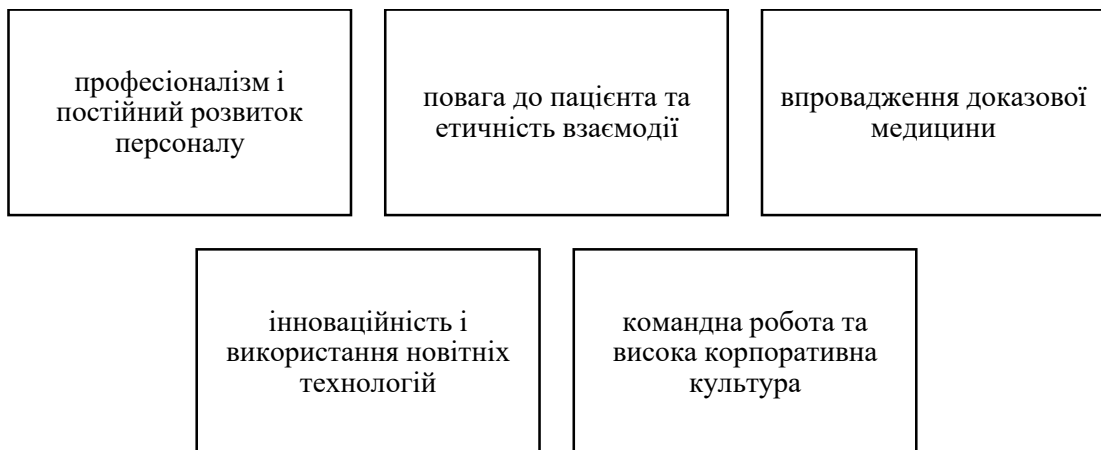 професіоналізм і
постійний розвиток
персоналу
повага до пацієнта та
етичність взаємодії
впровадження доказової
медицини
інноваційність і
використання новітніх
технологій
командна робота та
висока корпоративна
культура